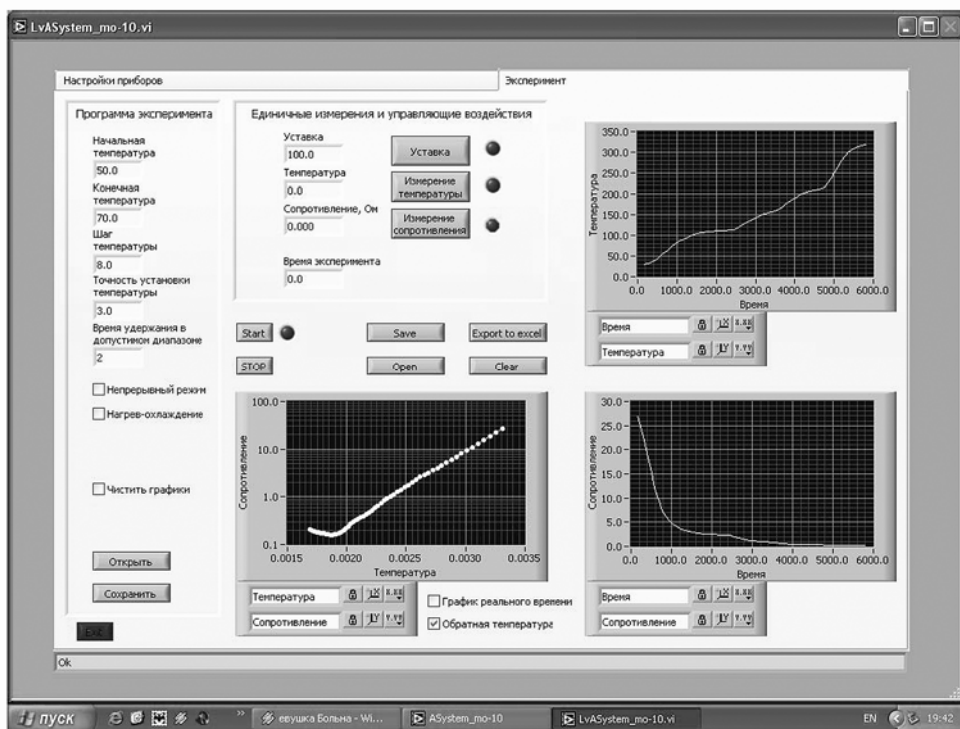 LvASystem_mo-10.vi
Настройки приборов
Эксперимент
Программа эксперимента
Начальная
температура
50.0
Конечная
температура
70.0
Шаг
температуры
8.0
Точность установки
температуры
3.0
Время удержания в
допустимом диапазоне
2
Непрерывный режим
Нагрев-охлаждение
Чистить графики
Открыть
Сохранить
Единичные измерения и управляющие воздействия
Уставка
100.0
Уставка
Температура
0.0
Измерение
температуры
Сопротивление, Ом
0.000
Измерение
сопротивления
Время эксперимента
0.0
Start
Save
Export to excel
STOP
Open
Clear
350.0
300.0
250.0
200.0
150.0
100.0
50.0
0.0
Температура
0.0 1000.0 2000.0 3000.0 4000.0 5000.0 6000.0
Время
Время
Температура
100.0
10.0
1.0
0.1
Сопротивление
0.0015 0.0020 0.0025 0.0030 0.0035
Температура
Температура
Сопротивление
График реального времени
Обратная температура
30.0
25.0
20.0
15.0
10.0
5.0
0.0
Сопротивление
0.0 1000.0 2000.0 3000.0 4000.0 5000.0 6000.0
Время
Время
Сопротивление
Ok
пуск
евушка Больна - Wi...
ASystem_mo-10
LvASystem_mo-10.vi
EN
19:42